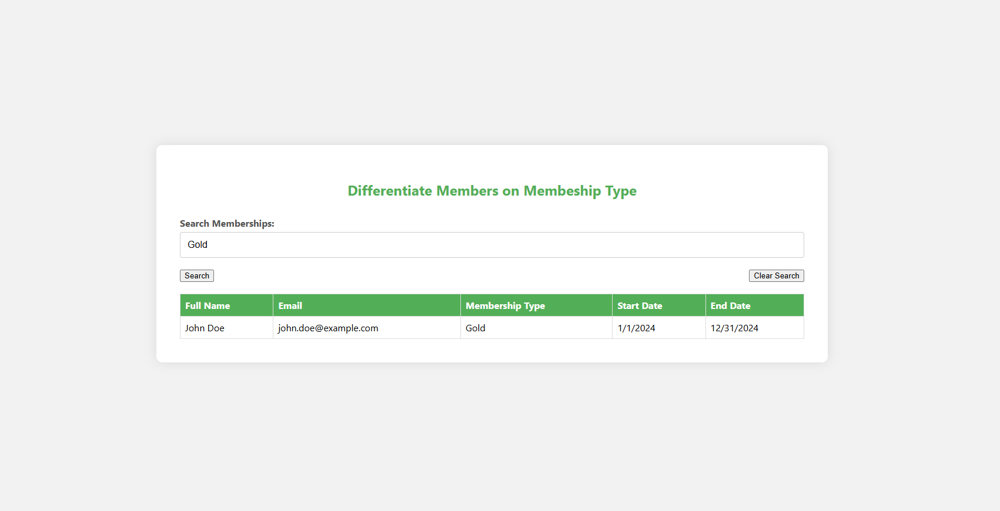 Differentiate Members on Membeship Type
Search Memberships:
Gold
Search Clear Search
Full Name Email Membership Type Start Date End Date
John Doe john.doe@example.com Gold 1/1/2024 12/31/2024